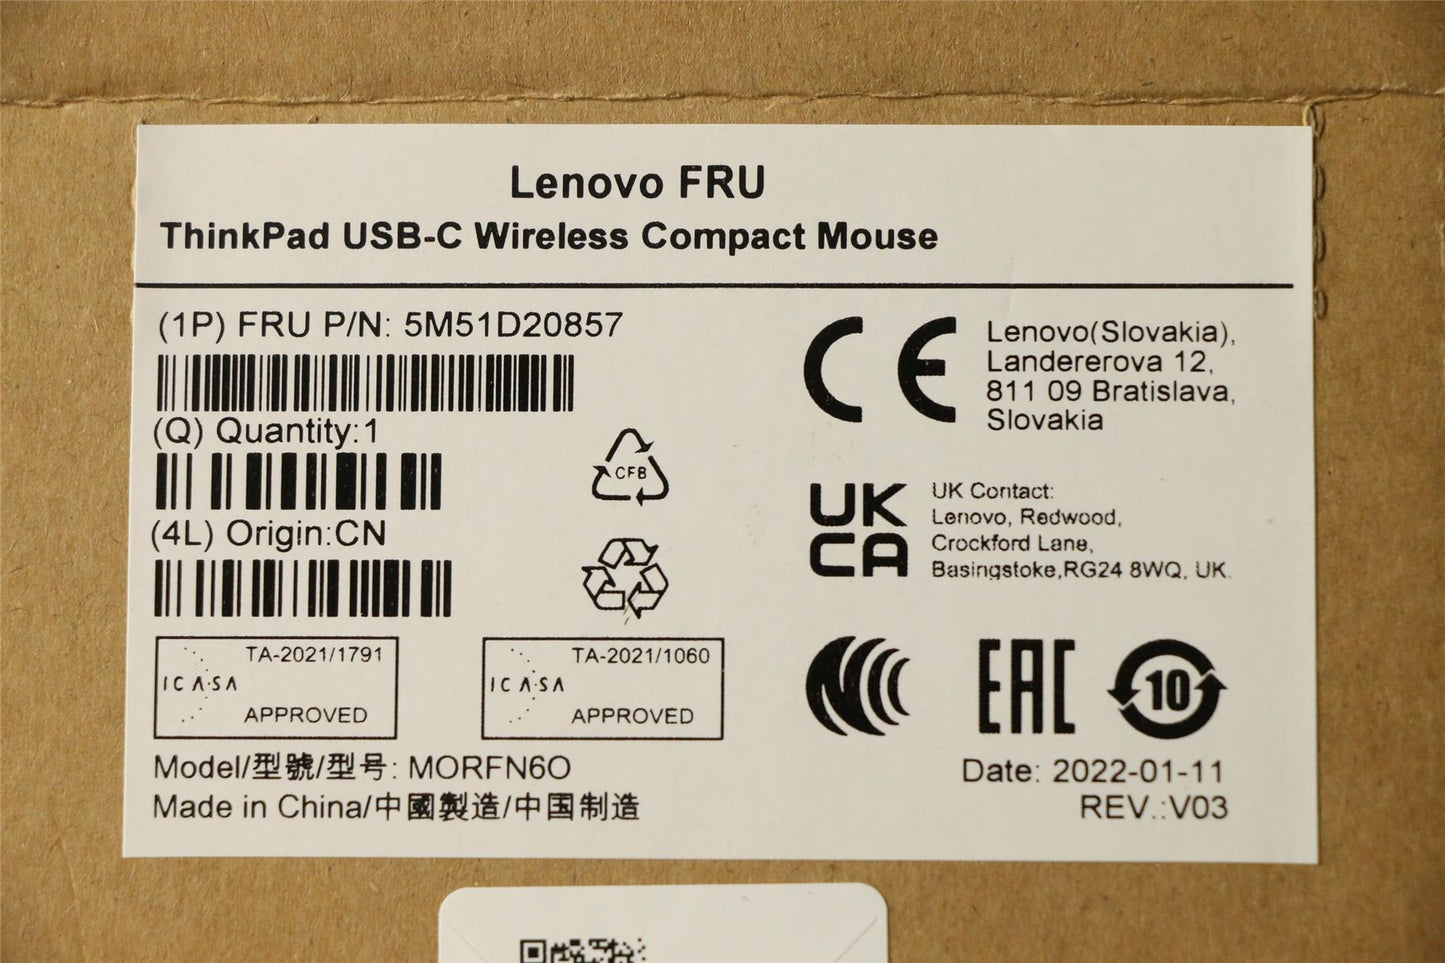 Lenovo FRU
ThinkPad USB-C Wireless Compact Mouse
(1P) FRU P/N: 5M51D20857
(Q) Quantity:1
(4L) Origin:CN
CFB
TA-2021/1791
ICASA
APPROVED
TA-2021/1060
ICASA
APPROVED
Model/型號/型号: MORFN6O
Made in China/中國製造/中国制造
CE
Lenovo(Slovakia),
Landererova 12,
811 09 Bratislava,
Slovakia
UK
CA
UK Contact:
Lenovo, Redwood,
Crockford Lane,
Basingstoke,RG24 8WQ, UK.
EAC
10
Date: 2022-01-11
REV.:V03